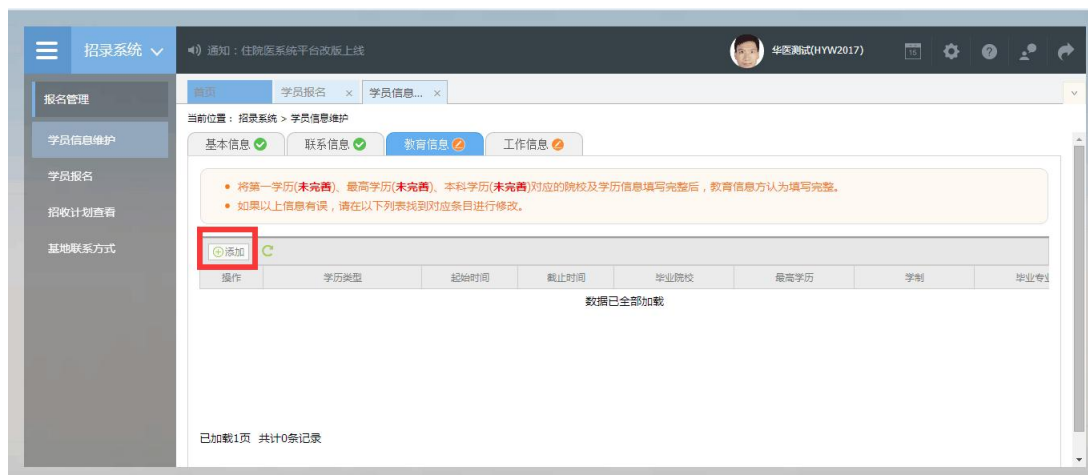 招录系统
通知：住院医系统平台改版上线
华医测试(HYW2017)
15
报名管理
首页
学员报名 ×
学员信息... ×
当前位置：招录系统 > 学员信息维护
学员信息维护
学员报名
招收计划查看
基地联系方式
基本信息
联系信息
教育信息
工作信息
• 将第一学历(未完善)、最高学历(未完善)、本科学历(未完善)对应的院校及学历信息填写完整后，教育信息方认为填写完整。
• 如果以上信息有误，请在以下列表找到对应条目进行修改。
添加
操作 学历类型 起始时间 截止时间 毕业院校 最高学历 学制 毕业专业
数据已全部加载
已加载1页 共计0条记录